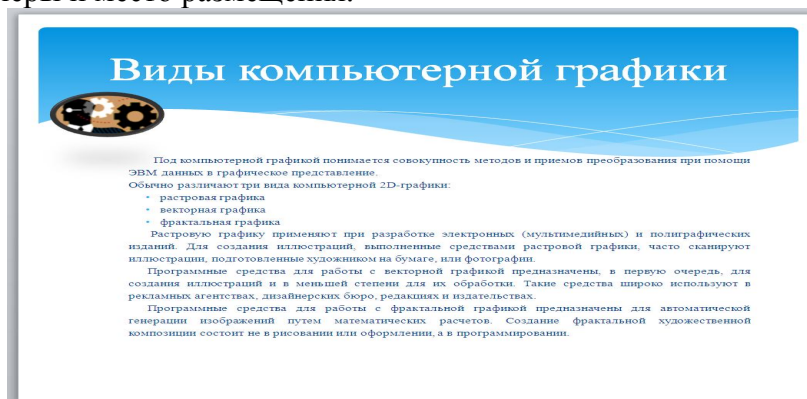 размещения.
Виды компьютерной графики
Под компьютерной графикой понимается совокупность методов и приемов преобразования при помощи
ЭВМ данных в графическое представление.
Обычно различают три вида компьютерной 2D-графики:
• растровая графика
• векторная графика
• фрактальная графика
Растровую графику применяют при разработке электронных (мультимедийных) и полиграфических
изданий. Для создания иллюстраций, выполненные средствами растровой графики, часто сканируют
иллюстрации, подготовленные художником на бумаге, или фотографии.
Программные средства для работы с векторной графикой предназначены, в первую очередь, для
создания иллюстраций и в меньшей степени для их обработки. Такие средства широко используют в
рекламных агентствах, дизайнерских бюро, редакциях и издательствах.
Программные средства для работы с фрактальной графикой предназначены для автоматической
генерации изображений путем математических расчетов. Создание фрактальной художественной
композиции состоит не в рисовании или оформлении, а в программировании.